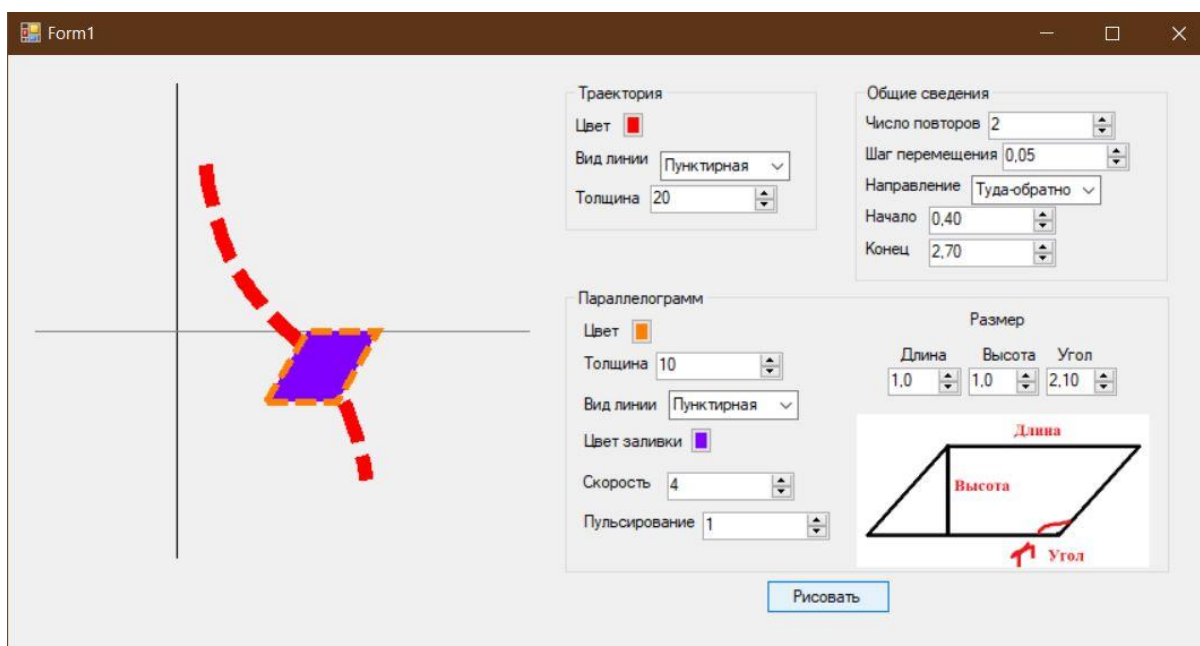 Form1
Траектория
Цвет
Вид линии Пунктирная
Толщина 20
Общие сведения
Число повторов 2
Шаг перемещения 0,05
Направление Туда-обратно
Начало 0,40
Конец 2,70
Параллелограмм
Цвет
Толщина 10
Вид линии Пунктирная
Цвет заливки
Скорость 4
Пульсирование 1
Размер
Длина Высота Угол
1,0 1,0 2,10
Длина
Высота
Угол
Рисовать